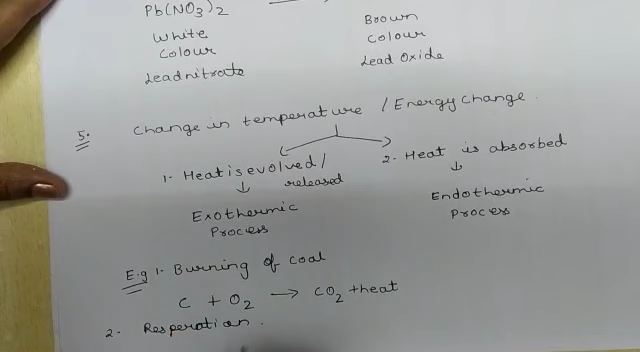 Pb(NO3)2
White
Colour
Lead nitrate
Brown
Colour
Lead Oxide
5. Change in temperature / Energy change.
1. Heat is evolved /
released
Exothermic
Process
2. Heat is absorbed
Endothermic
Process
E.g 1. Burning of coal
C + O2 → CO2 + heat
2. Resperation.